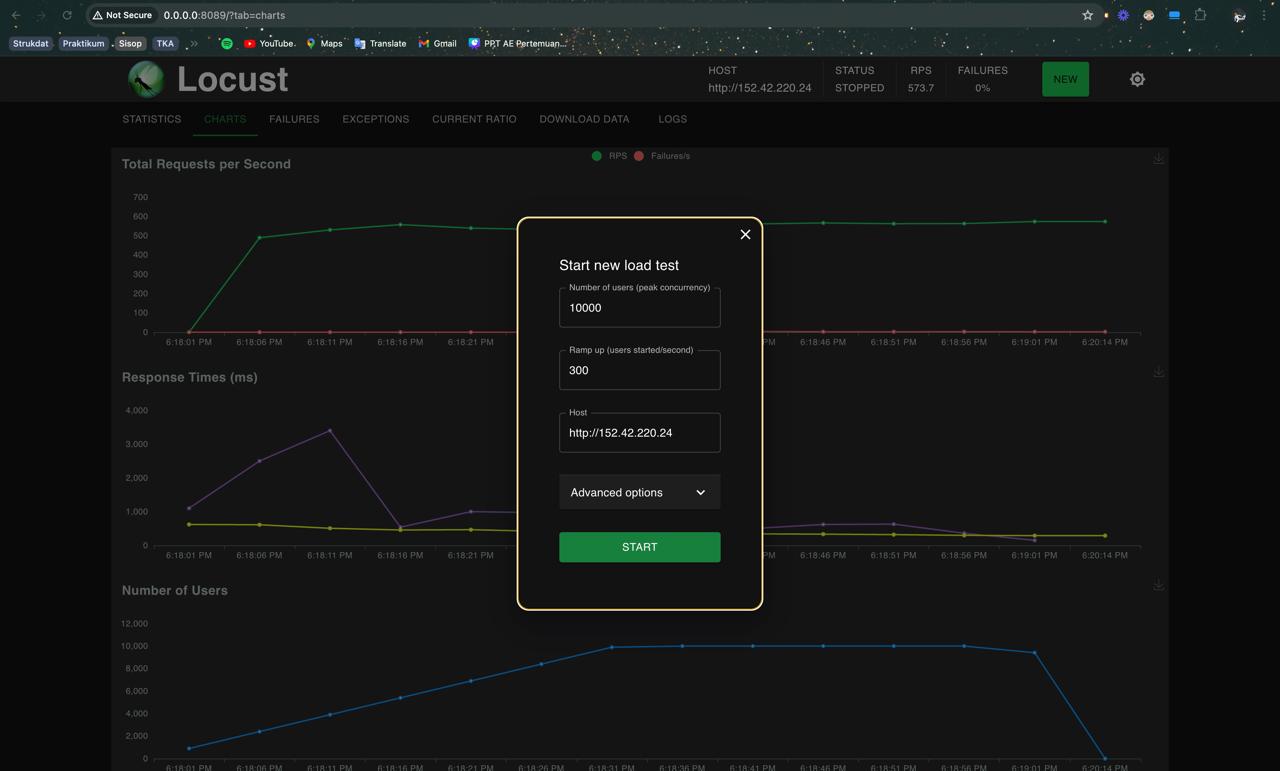 Not Secure 0.0.0.0:8089/?tab=charts
Strukdat Praktikum Sisop TKA YouTube Maps Translate Gmail PPT AE Pertemuan...
Locust
HOST
http://152.42.220.24
STATUS
STOPPED
RPS
573.7
FAILURES
0%
NEW
STATISTICS CHARTS FAILURES EXCEPTIONS CURRENT RATIO DOWNLOAD DATA LOGS
Total Requests per Second
RPS Failures/s
700
600
500
400
300
200
100
0
6:18:01 PM 6:18:06 PM 6:18:11 PM 6:18:16 PM 6:18:21 PM PM 6:18:46 PM 6:18:51 PM 6:18:56 PM 6:19:01 PM 6:20:14 PM
Response Times (ms)
4,000
3,000
2,000
1,000
0
6:18:01 PM 6:18:06 PM 6:18:11 PM 6:18:16 PM 6:18:21 PM PM 6:18:46 PM 6:18:51 PM 6:18:56 PM 6:19:01 PM 6:20:14 PM
Number of Users
12,000
10,000
8,000
6,000
4,000
2,000
0
6:18:01 PM 6:18:06 PM 6:18:11 PM 6:18:16 PM 6:18:21 PM 6:18:26 PM 6:18:31 PM 6:18:36 PM 6:18:41 PM 6:18:46 PM 6:18:51 PM 6:18:56 PM 6:19:01 PM 6:20:14 PM
Start new load test
Number of users (peak concurrency)
10000
Ramp up (users started/second)
300
Host
http://152.42.220.24
Advanced options
START